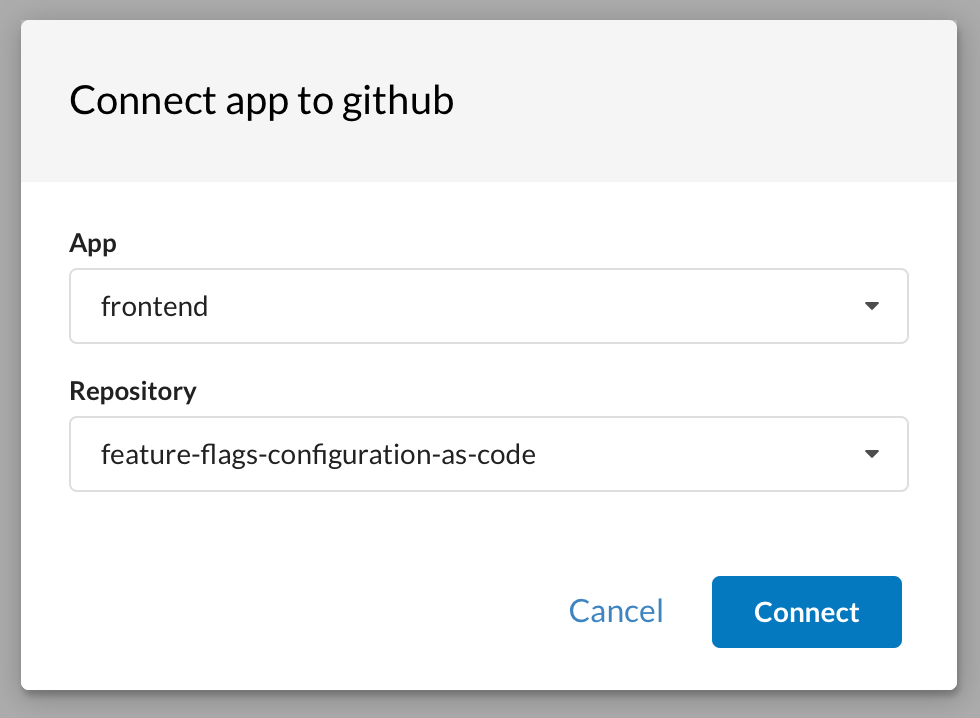 Connect app to github
App
frontend
Repository
feature-flags-configuration-as-code
Cancel Connect